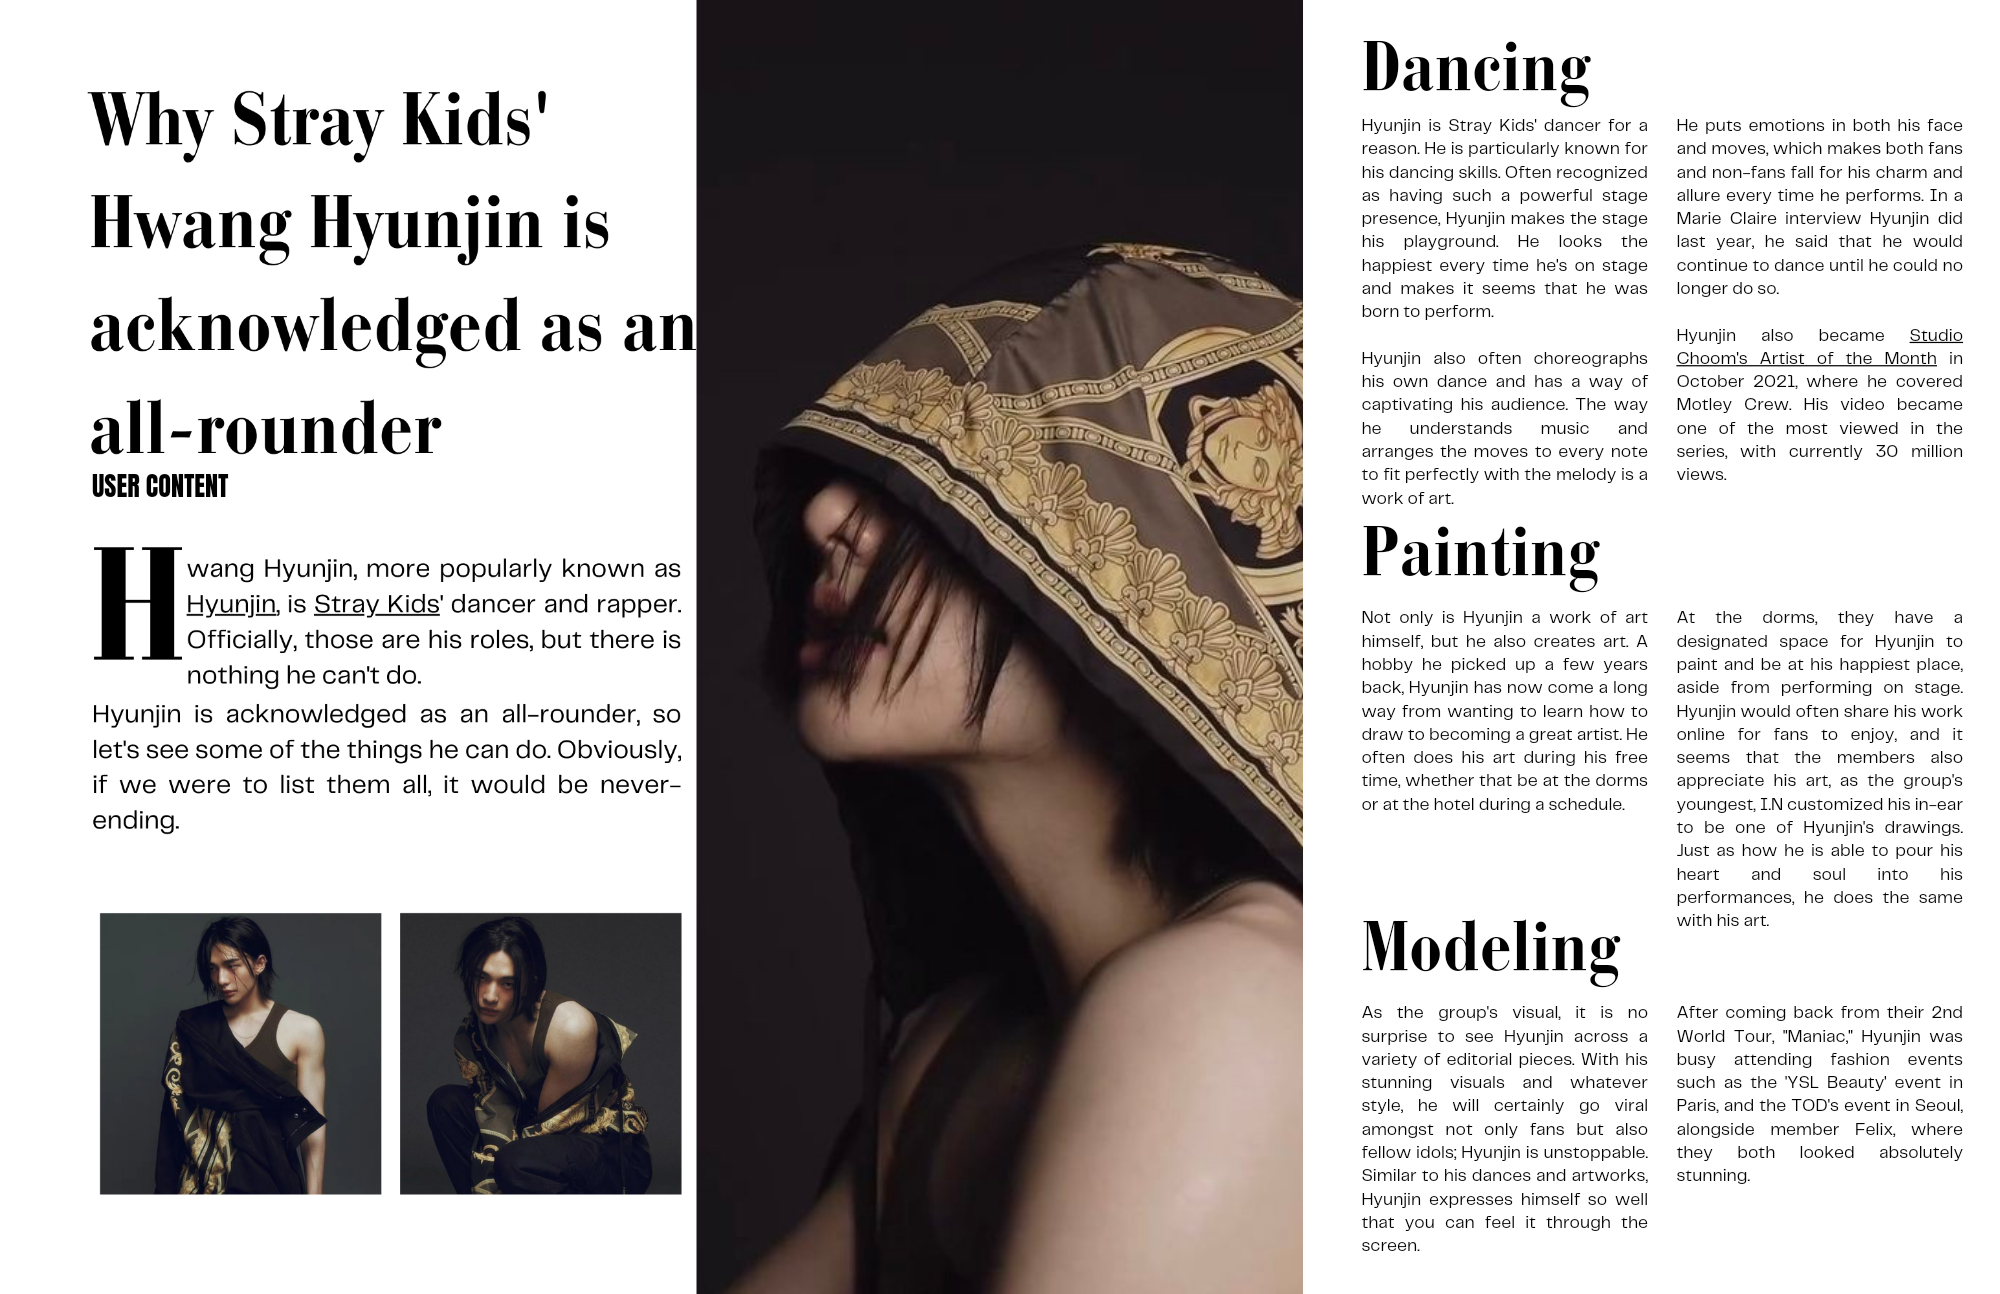 Why Stray Kids'
Hwang Hyunjin is
acknowledged as an
all-rounder
USER CONTENT
Hwang Hyunjin, more popularly known as
Hyunjin, is Stray Kids' dancer and rapper.
Officially, those are his roles, but there is
nothing he can't do.
Hyunjin is acknowledged as an all-rounder, so
let's see some of the things he can do. Obviously,
if we were to list them all, it would be never-
ending.
Dancing
Hyunjin is Stray Kids' dancer for a
reason. He is particularly known for
his dancing skills. Often recognized
as having such a powerful stage
presence, Hyunjin makes the stage
his playground. He looks the
happiest every time he's on stage
and makes it seems that he was
born to perform.
Hyunjin also often choreographs
his own dance and has a way of
captivating his audience. The way
he understands music and
arranges the moves to every note
to fit perfectly with the melody is a
work of art.
He puts emotions in both his face
and moves, which makes both fans
and non-fans fall for his charm and
allure every time he performs. In a
Marie Claire interview Hyunjin did
last year, he said that he would
continue to dance until he could no
longer do so.
Hyunjin also became Studio
Choom's Artist of the Month in
October 2021, where he covered
Motley Crew. His video became
one of the most viewed in the
series, with currently 30 million
views.
Painting
Not only is Hyunjin a work of art
himself, but he also creates art. A
hobby he picked up a few years
back, Hyunjin has now come a long
way from wanting to learn how to
draw to becoming a great artist. He
often does his art during his free
time, whether that be at the dorms
or at the hotel during a schedule.
At the dorms, they have a
designated space for Hyunjin to
paint and be at his happiest place,
aside from performing on stage.
Hyunjin would often share his work
online for fans to enjoy, and it
seems that the members also
appreciate his art, as the group's
youngest, I.N customized his in-ear
to be one of Hyunjin's drawings.
Just as how he is able to pour his
heart and soul into his
performances, he does the same
with his art.
Modeling
As the group's visual, it is no
surprise to see Hyunjin across a
variety of editorial pieces. With his
stunning visuals and whatever
style, he will certainly go viral
amongst not only fans but also
fellow idols; Hyunjin is unstoppable.
Similar to his dances and artworks,
Hyunjin expresses himself so well
that you can feel it through the
screen.
After coming back from their 2nd
World Tour, "Maniac," Hyunjin was
busy attending fashion events
such as the 'YSL Beauty' event in
Paris, and the TOD's event in Seoul,
alongside member Felix, where
they both looked absolutely
stunning.